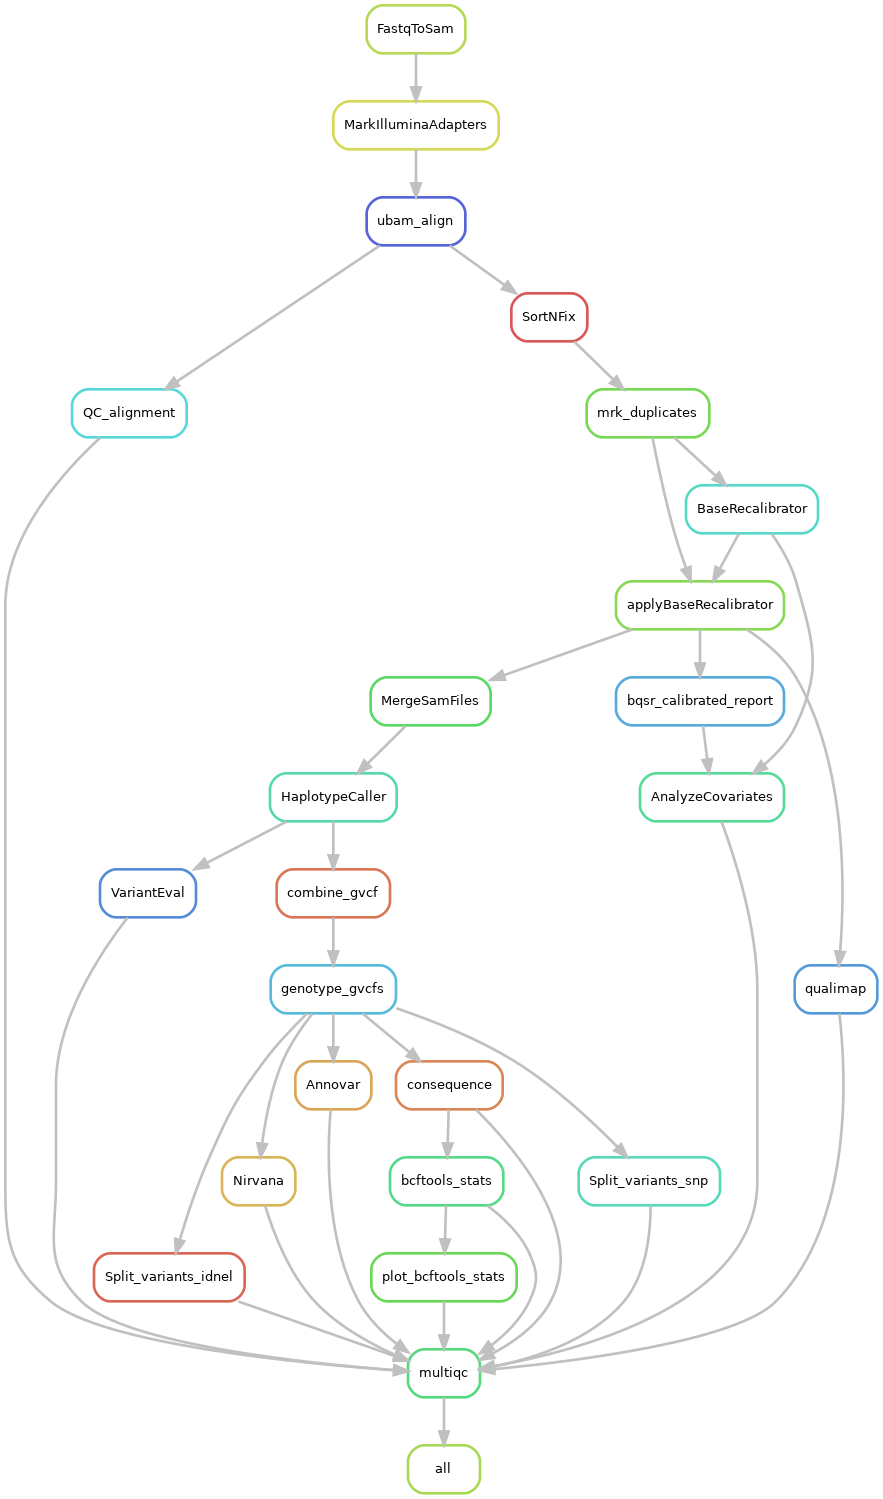 FastqToSam
MarkIlluminaAdapters
ubam_align
SortNFix
QC_alignment
mrk_duplicates
BaseRecalibrator
applyBaseRecalibrator
MergeSamFiles
bqsr_calibrated_report
HaplotypeCaller
AnalyzeCovariates
VariantEval
combine_gvcf
genotype_gvcfs
qualimap
Annovar
consequence
Nirvana
bcftools_stats
Split_variants_snp
Split_variants_idnel
plot_bcftools_stats
multiqc
all